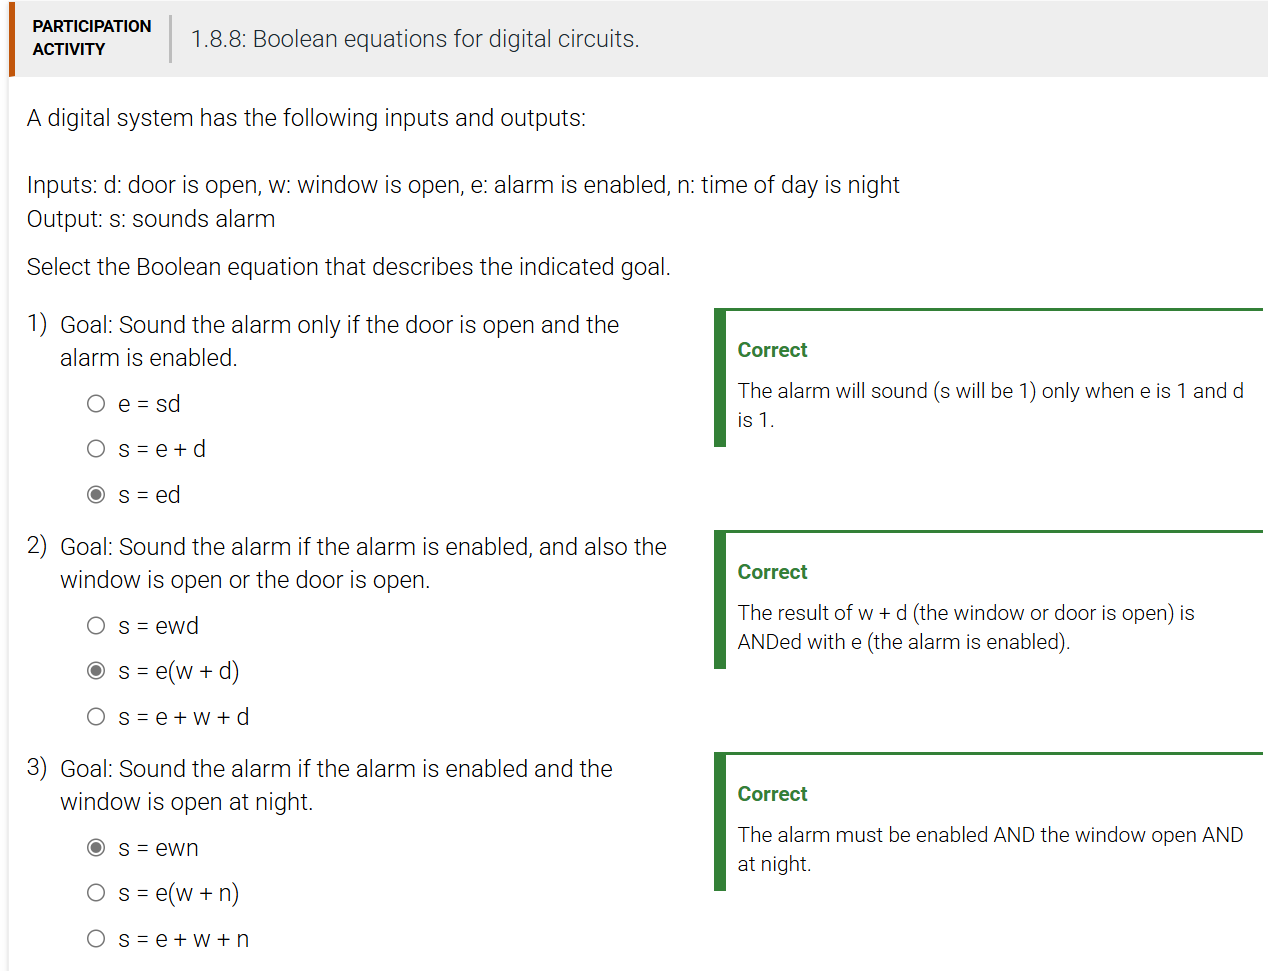 PARTICIPATION
ACTIVITY
1.8.8: Boolean equations for digital circuits.
A digital system has the following inputs and outputs:
Inputs: d: door is open, w: window is open, e: alarm is enabled, n: time of day is night
Output: s: sounds alarm
Select the Boolean equation that describes the indicated goal.
1) Goal: Sound the alarm only if the door is open and the
alarm is enabled.
e = sd
s = e + d
s = ed
Correct
The alarm will sound (s will be 1) only when e is 1 and d
is 1.
2) Goal: Sound the alarm if the alarm is enabled, and also the
window is open or the door is open.
s = ewd
s = e(w + d)
s = e + w + d
Correct
The result of w + d (the window or door is open) is
ANDed with e (the alarm is enabled).
3) Goal: Sound the alarm if the alarm is enabled and the
window is open at night.
s = ewn
s = e(w + n)
s = e + w + n
Correct
The alarm must be enabled AND the window open AND
at night.